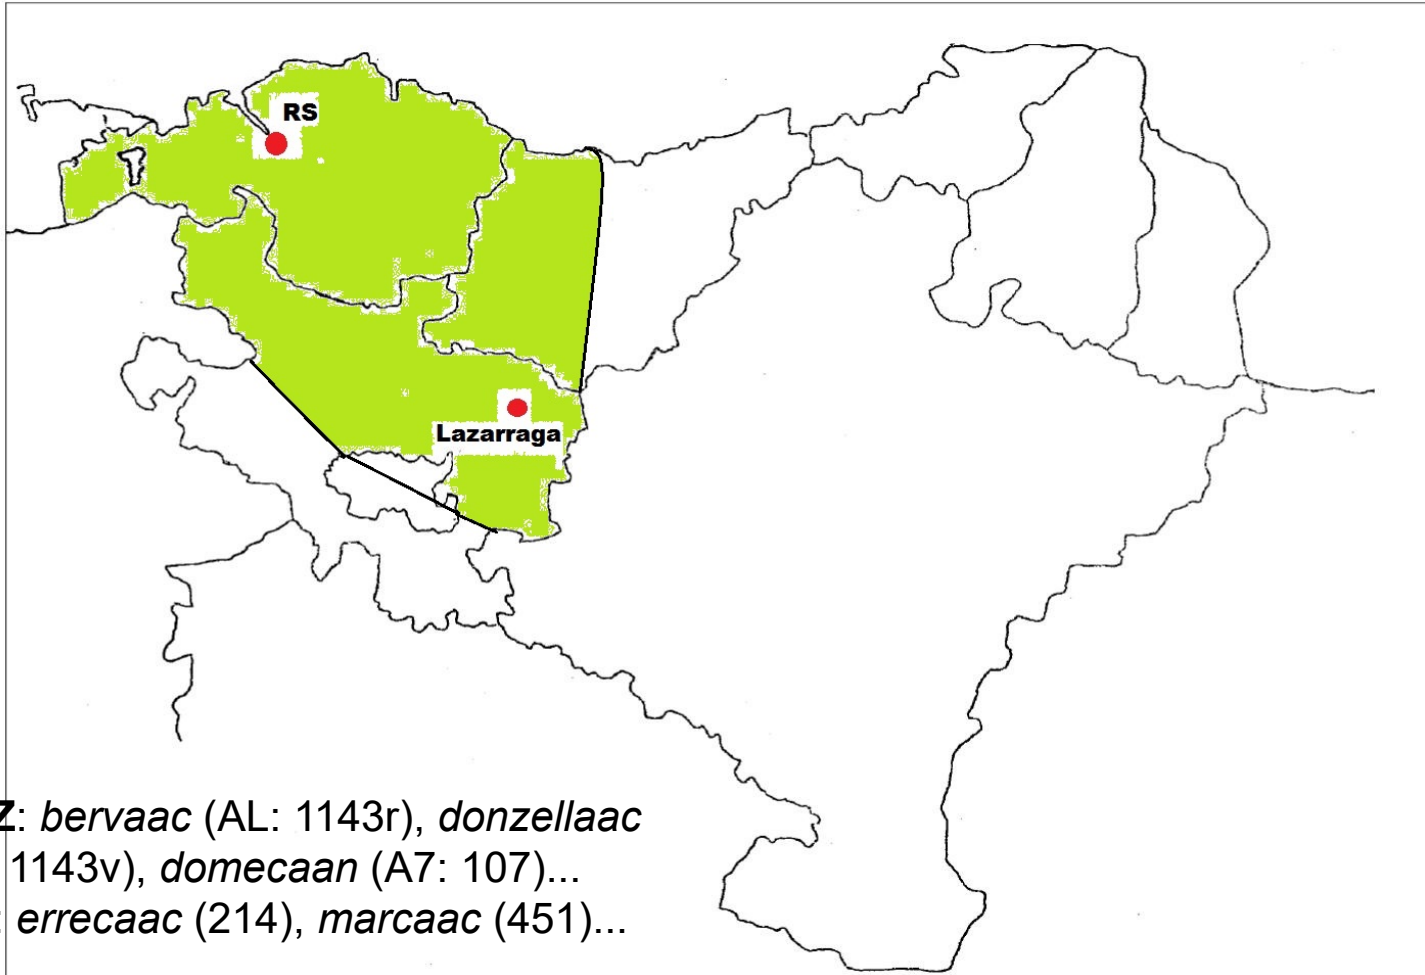 RS
Lazarraga
Z: bervaac (AL: 1143r), donzellaac
1143v), domecaan (A7: 107)...
: errecaac (214), marcaac (451)...